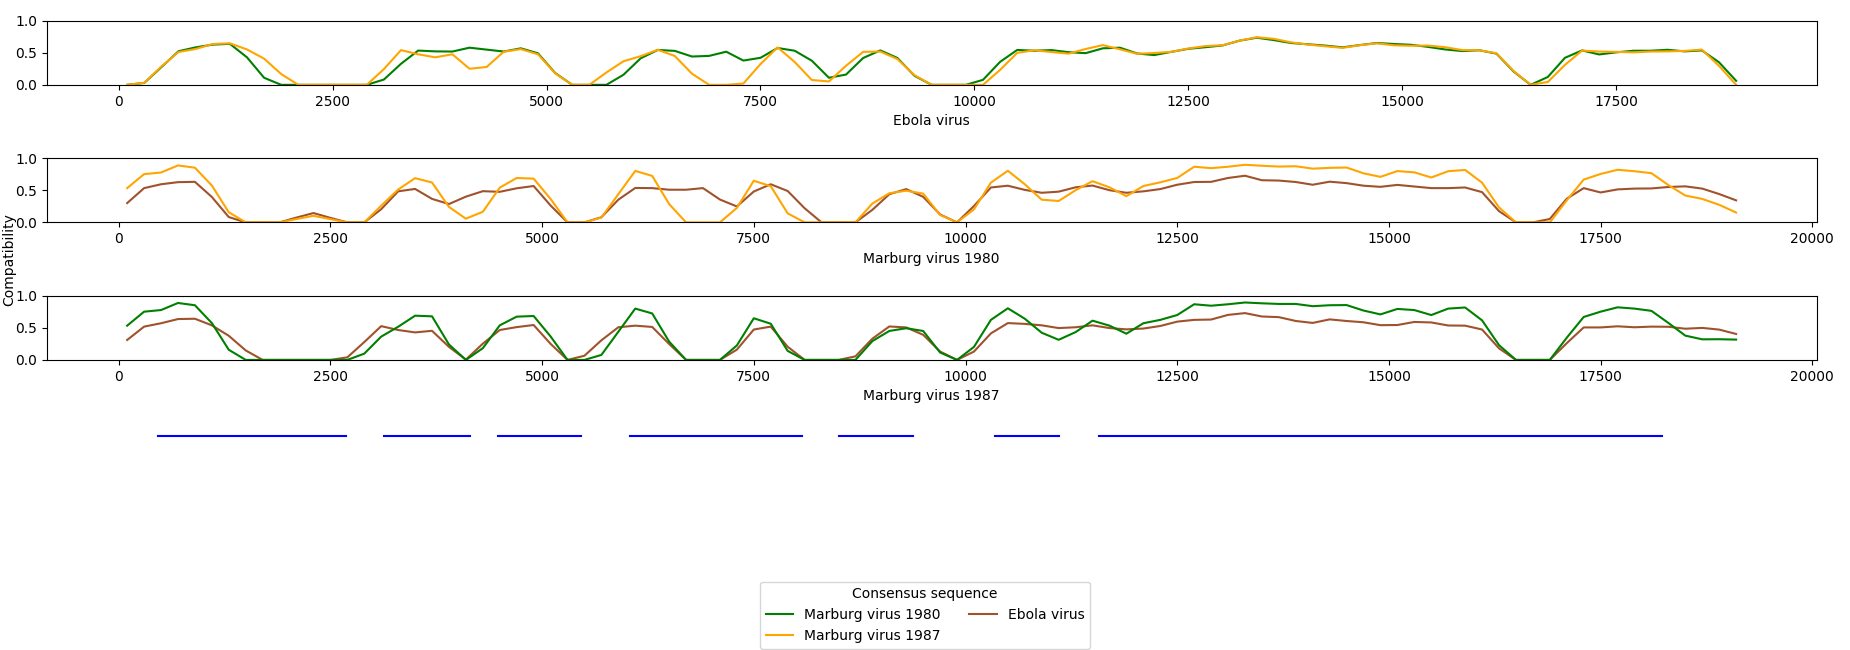 1.0
0.5
0.0
0 2500 5000 7500 10000 12500 15000 17500
Ebola virus
1.0
0.5
0.0
0 2500 5000 7500 10000 12500 15000 17500 20000
Marburg virus 1980
Compatibility
1.0
0.5
0.0
0 2500 5000 7500 10000 12500 15000 17500 20000
Marburg virus 1987
Consensus sequence
Marburg virus 1980 Ebola virus
Marburg virus 1987